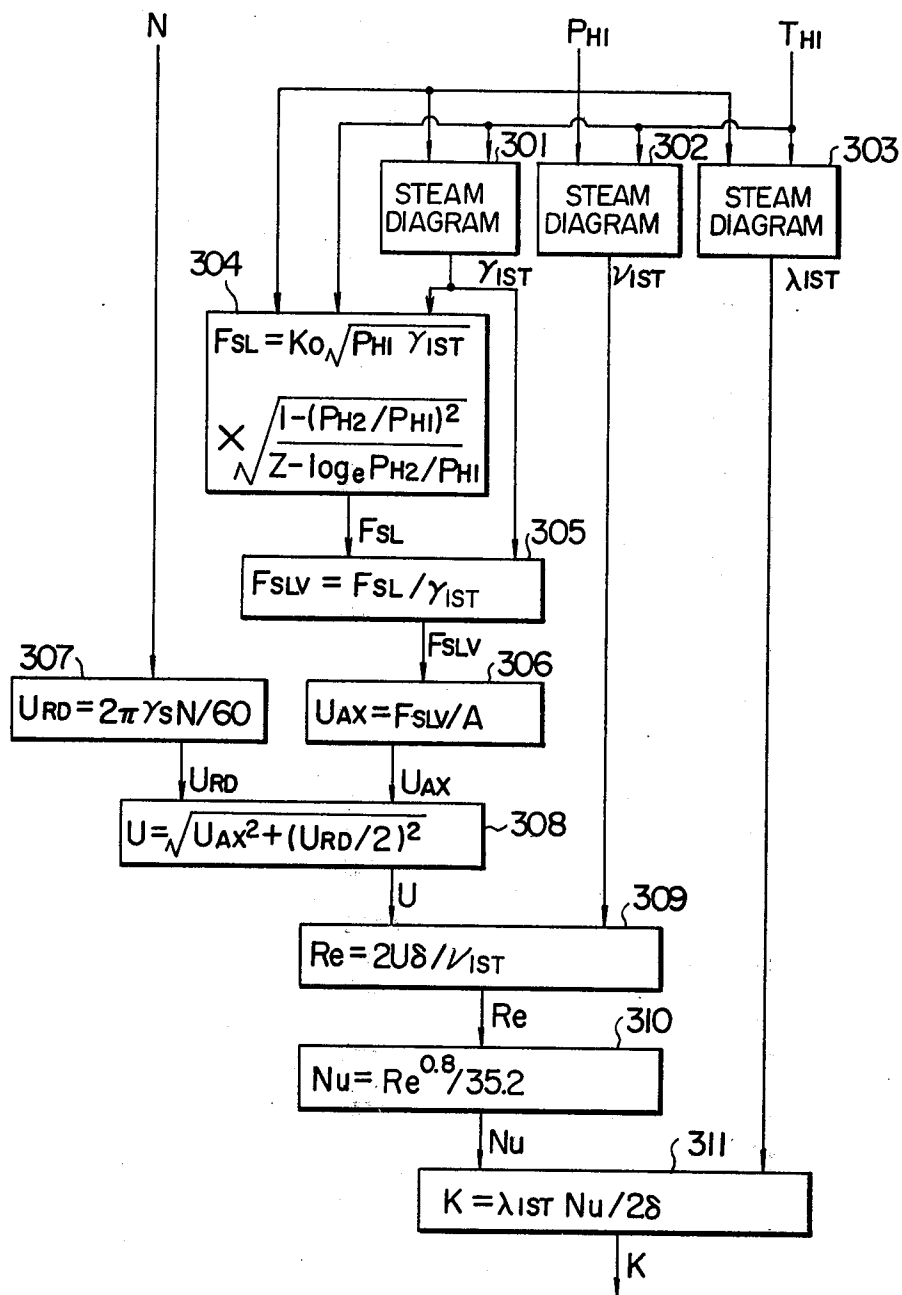 N
PHI
THI
301
302
303
STEAM DIAGRAM
STEAM DIAGRAM
STEAM DIAGRAM
γIST
νIST
λIST
304
FSL = KO√PHI γIST
× √1-(PH2/PHI)²
Z-logePH2/PHI
FSL
305
FSLV = FSL/γIST
FSLV
307
306
URD = 2πγSN/60
UAX = FSLV/A
URD
UAX
U = √UAX²+(URD/2)²
308
U
309
Re = 2Uδ/νIST
Re
310
Nu = Re^0.8/35.2
Nu
311
K = λIST Nu/2δ
K